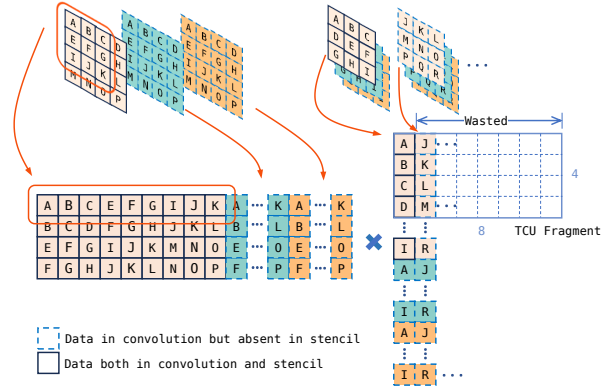 A B C D
E F G H
I J K L
M N O P
A B C D
E F G H
I J K L
M N O P
A B C D
E F G H
I J K L
M N O P
A B C
D E F
G H I
J K L
M N O
P Q R
...
Wasted
A J ...
B K
C L
D M ...
4
8
TCU Fragment
A B C E F G I J K A ... K A ... K
B C D F G H J K L B ... L B ... L
E F G I J K M N O E ... O E ... O
F G H J K L N O P F ... P F ... P
×
I R
A J
I R
A J
I R ...
Data in convolution but absent in stencil
Data both in convolution and stencil